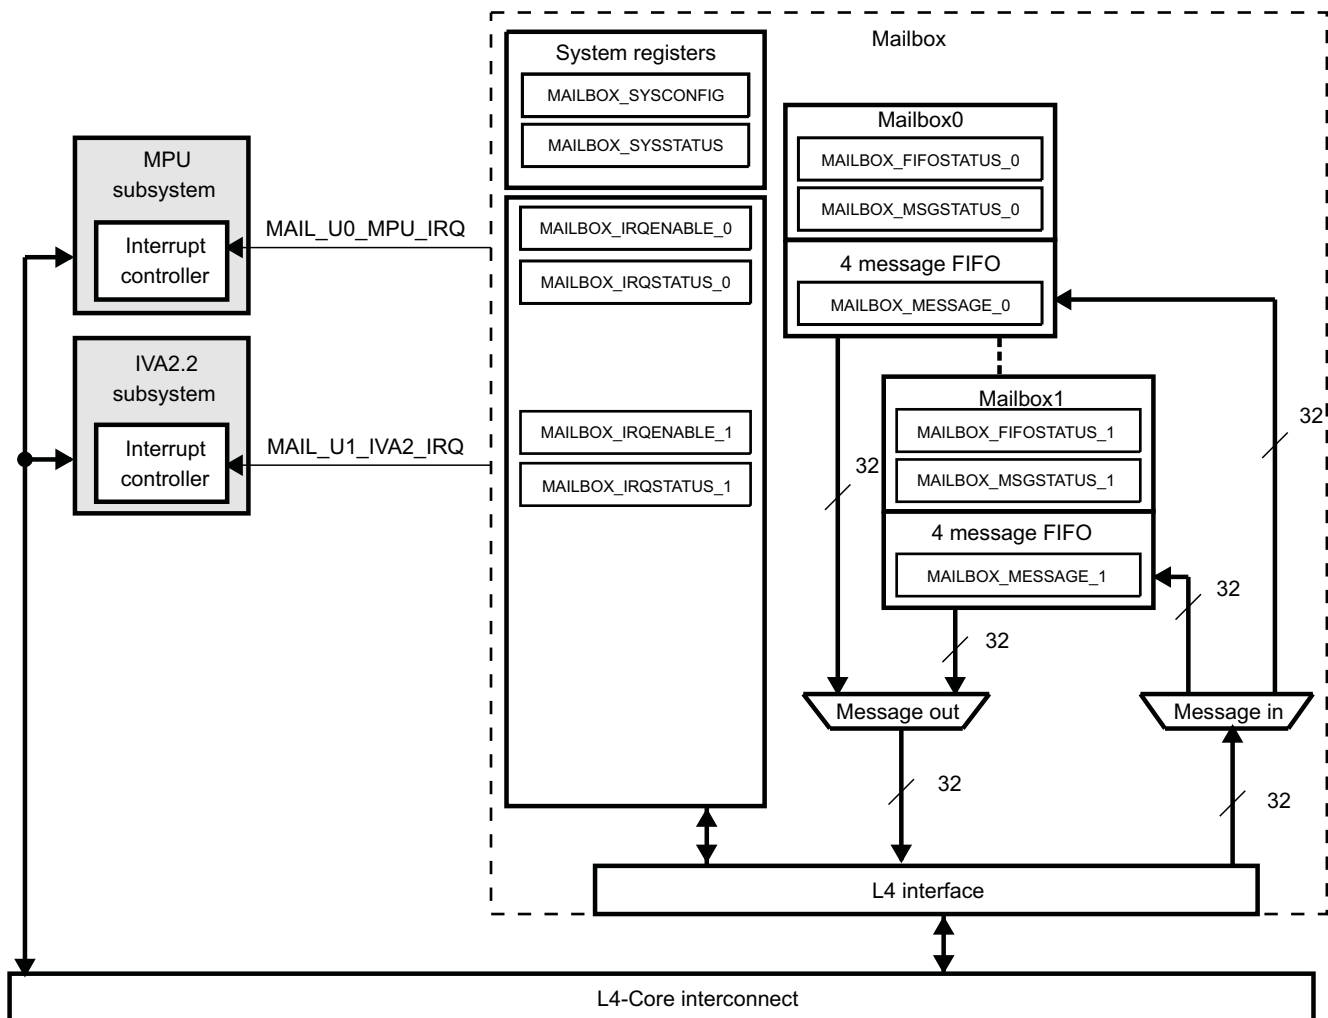 Mailbox
System registers
MAILBOX_SYSCONFIG
MAILBOX_SYSSTATUS
MAILBOX_IRQENABLE_0
MAILBOX_IRQSTATUS_0
MAILBOX_IRQENABLE_1
MAILBOX_IRQSTATUS_1
MPU
subsystem
Interrupt
controller
MAIL_U0_MPU_IRQ
IVA2.2
subsystem
Interrupt
controller
MAIL_U1_IVA2_IRQ
Mailbox0
MAILBOX_FIFOSTATUS_0
MAILBOX_MSGSTATUS_0
4 message FIFO
MAILBOX_MESSAGE_0
Mailbox1
MAILBOX_FIFOSTATUS_1
MAILBOX_MSGSTATUS_1
4 message FIFO
MAILBOX_MESSAGE_1
32
32
32
32
Message out
Message in
32
32
L4 interface
L4-Core interconnect